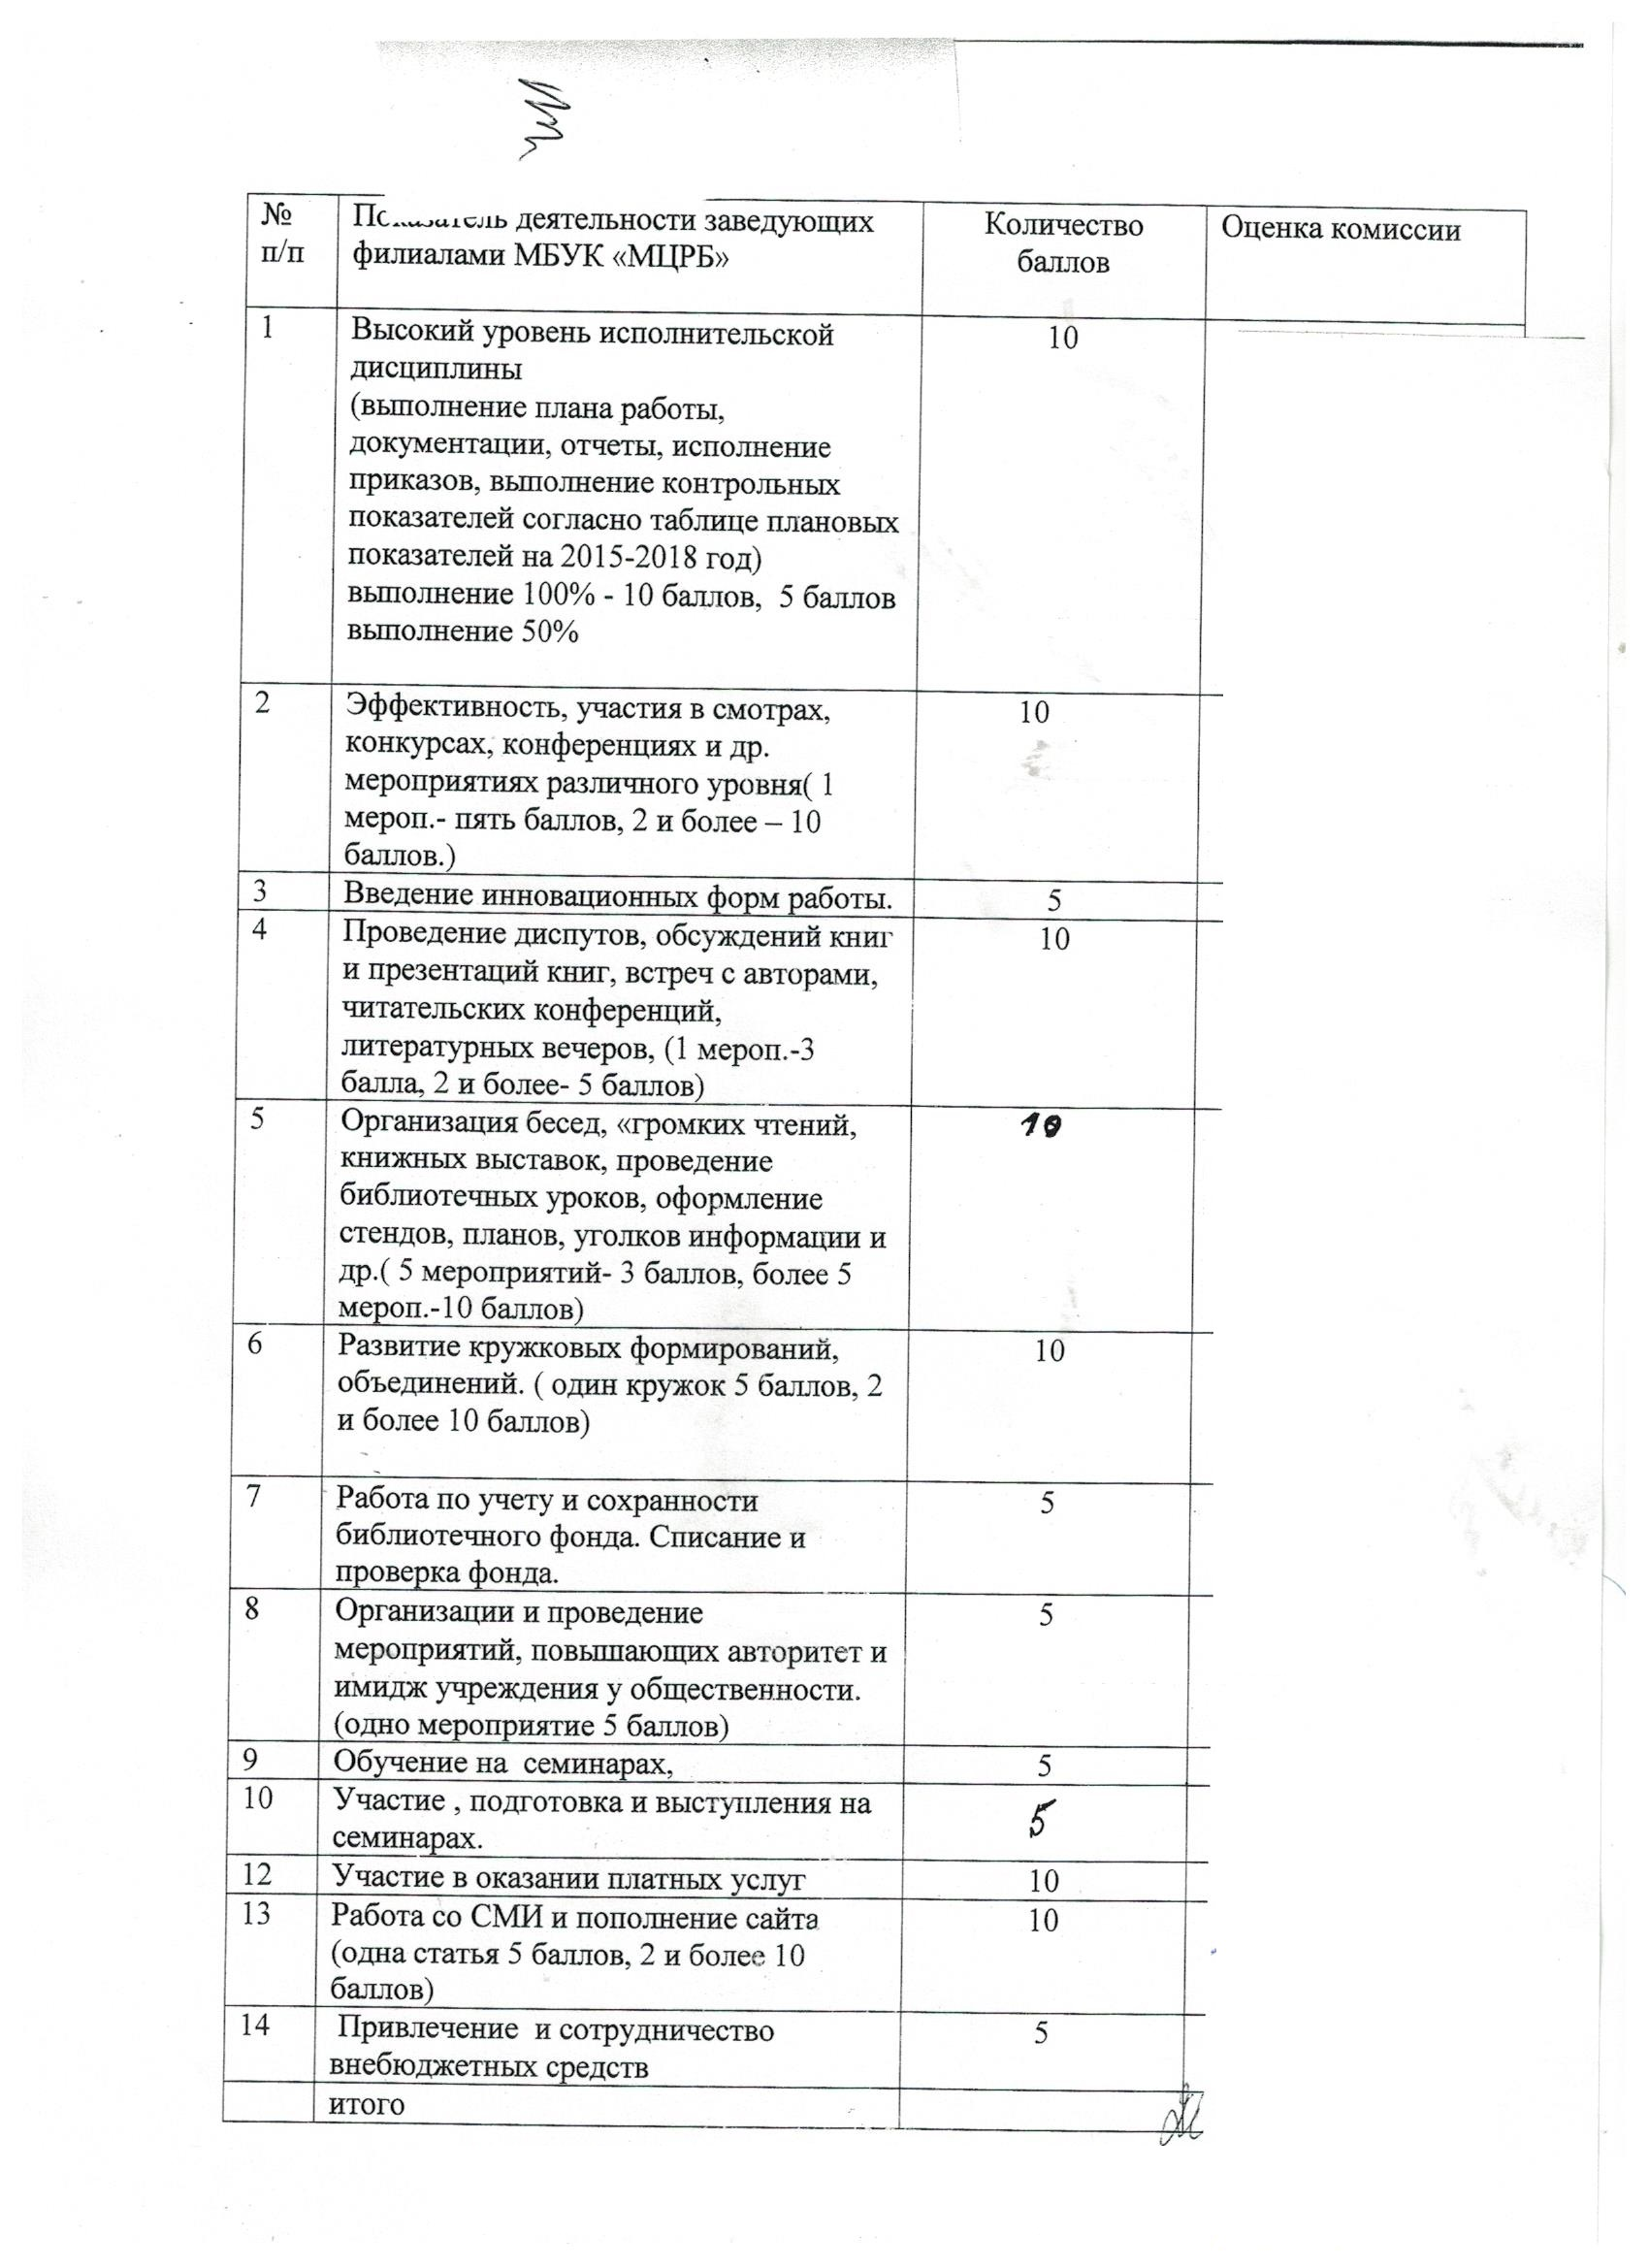 №
п/п
Показатель деятельности заведующих
филиалами МБУК «МЦРБ»
Количество
баллов
Оценка комиссии
1
Высокий уровень исполнительской
дисциплины
(выполнение плана работы,
документации, отчеты, исполнение
приказов, выполнение контрольных
показателей согласно таблице плановых
показателей на 2015-2018 год)
выполнение 100% - 10 баллов,  5 баллов
выполнение 50%
10
2
Эффективность, участия в смотрах,
конкурсах, конференциях и др.
мероприятиях различного уровня( 1
мероп.- пять баллов, 2 и более – 10
баллов.)
10
3
Введение инновационных форм работы.
5
4
Проведение диспутов, обсуждений книг
и презентаций книг, встреч с авторами,
читательских конференций,
литературных вечеров, (1 мероп.-3
балла, 2 и более- 5 баллов)
10
5
Организация бесед, «громких чтений,
книжных выставок, проведение
библиотечных уроков, оформление
стендов, планов, уголков информации и
др.( 5 мероприятий- 3 баллов, более 5
мероп.-10 баллов)
10
6
Развитие кружковых формирований,
объединений. ( один кружок 5 баллов, 2
и более 10 баллов)
10
7
Работа по учету и сохранности
библиотечного фонда. Списание и
проверка фонда.
5
8
Организации и проведение
мероприятий, повышающих авторитет и
имидж учреждения у общественности.
(одно мероприятие 5 баллов)
5
9
Обучение на  семинарах,
5
10
Участие , подготовка и выступления на
семинарах.
5
12
Участие в оказании платных услуг
10
13
Работа со СМИ и пополнение сайта
(одна статья 5 баллов, 2 и более 10
баллов)
10
14
Привлечение  и сотрудничество
внебюджетных средств
5
итого